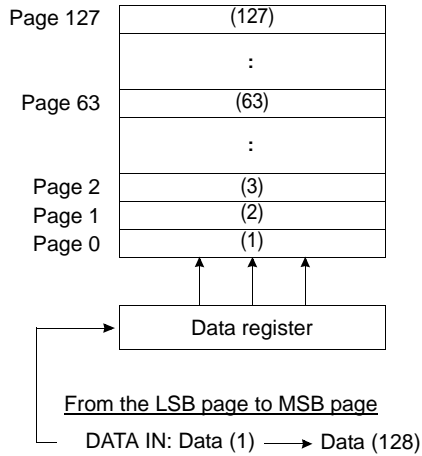 Page 127 (127)
:
Page 63 (63)
:
Page 2 (3)
Page 1 (2)
Page 0 (1)
Data register
From the LSB page to MSB page
DATA IN: Data (1) Data (128)